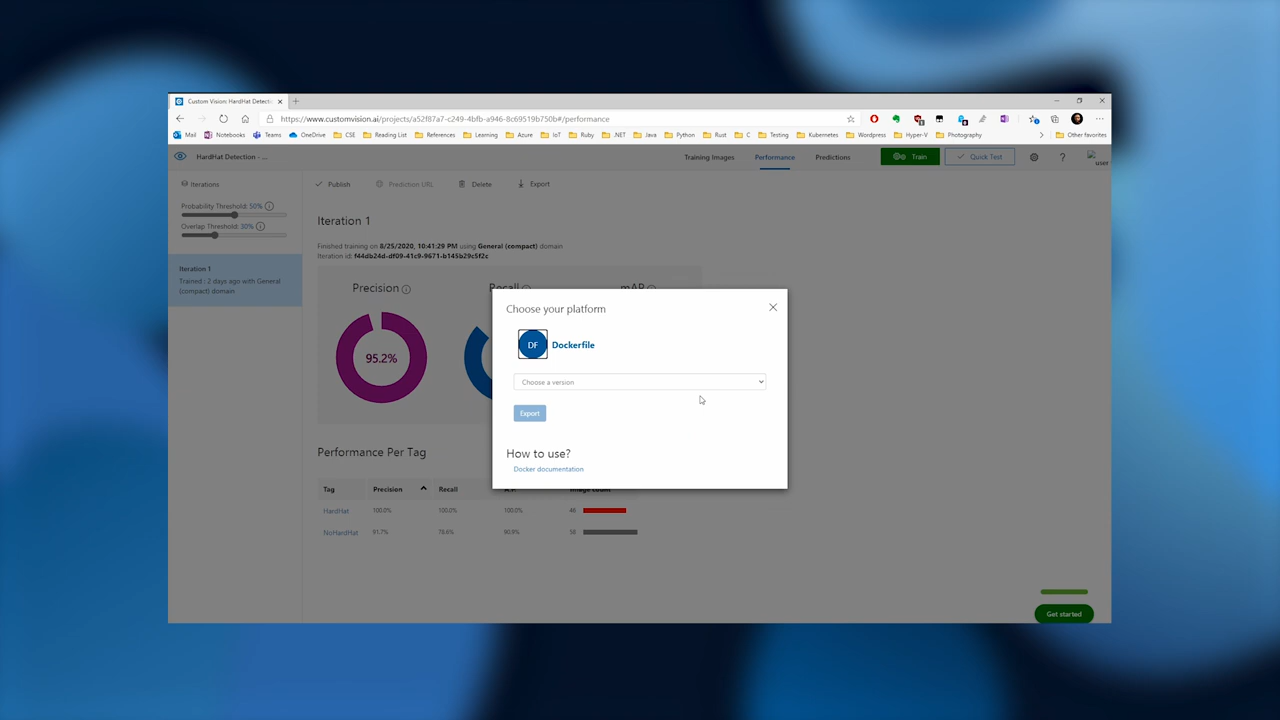 Custom Vision: HardHat Detecti
https://www.customvision.ai/projects/a52f87a7-c249-4bfb-a946-8c69519b750b#/performance
Mail Notebooks Teams OneDrive CSE Reading List References Learning Azure IoT Ruby .NET Java Python Rust C Testing Kubernetes Wordpress Hyper-V Photography Other favorites
HardHat Detection - ... Training Images Performance Predictions Train Quick Test ? user
Iterations Publish Prediction URL Delete Export
Probability Threshold: 50%
Overlap Threshold: 30%
Iteration 1
Trained : 2 days ago with General
(compact) domain
Iteration 1
Finished training on 8/25/2020, 10:41:29 PM using General (compact) domain
Iteration id: f44db24d-df09-41c9-9671-b145b29c5f2c
Precision Recall mAP
95.2%
Choose your platform
DF Dockerfile
Choose a version
Export
How to use?
Docker documentation
Performance Per Tag
Tag Precision Recall A.P. Image count
HardHat 100.0% 100.0% 100.0% 46
NoHardHat 91.7% 78.6% 90.9% 58
Get started